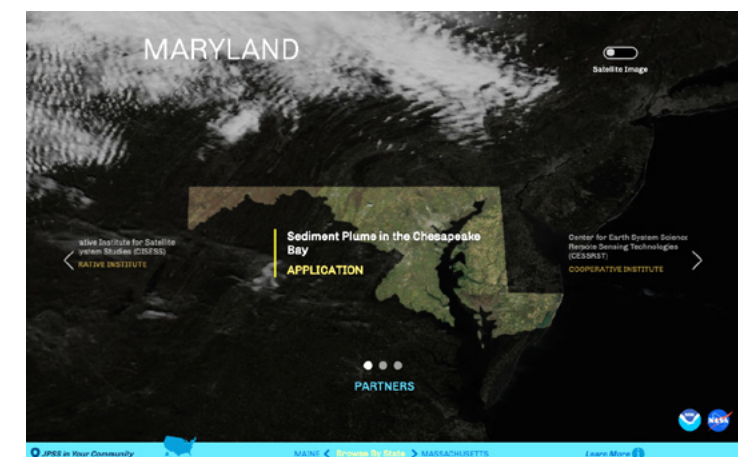 MARYLAND
Satellite Image
ative Institute for Satellite
ystem Studies (CISESS)
RATIVE INSTITUTE
Sediment Plume in the Chesapeake
Bay
APPLICATION
Center for Earth System Science
Remote Sensing Technologies
(CESSRST)
COOPERATIVE INSTITUTE
PARTNERS
NASA
JPSS in Your Community
MAINE < Browse By State > MASSACHUSETTS
Learn More i